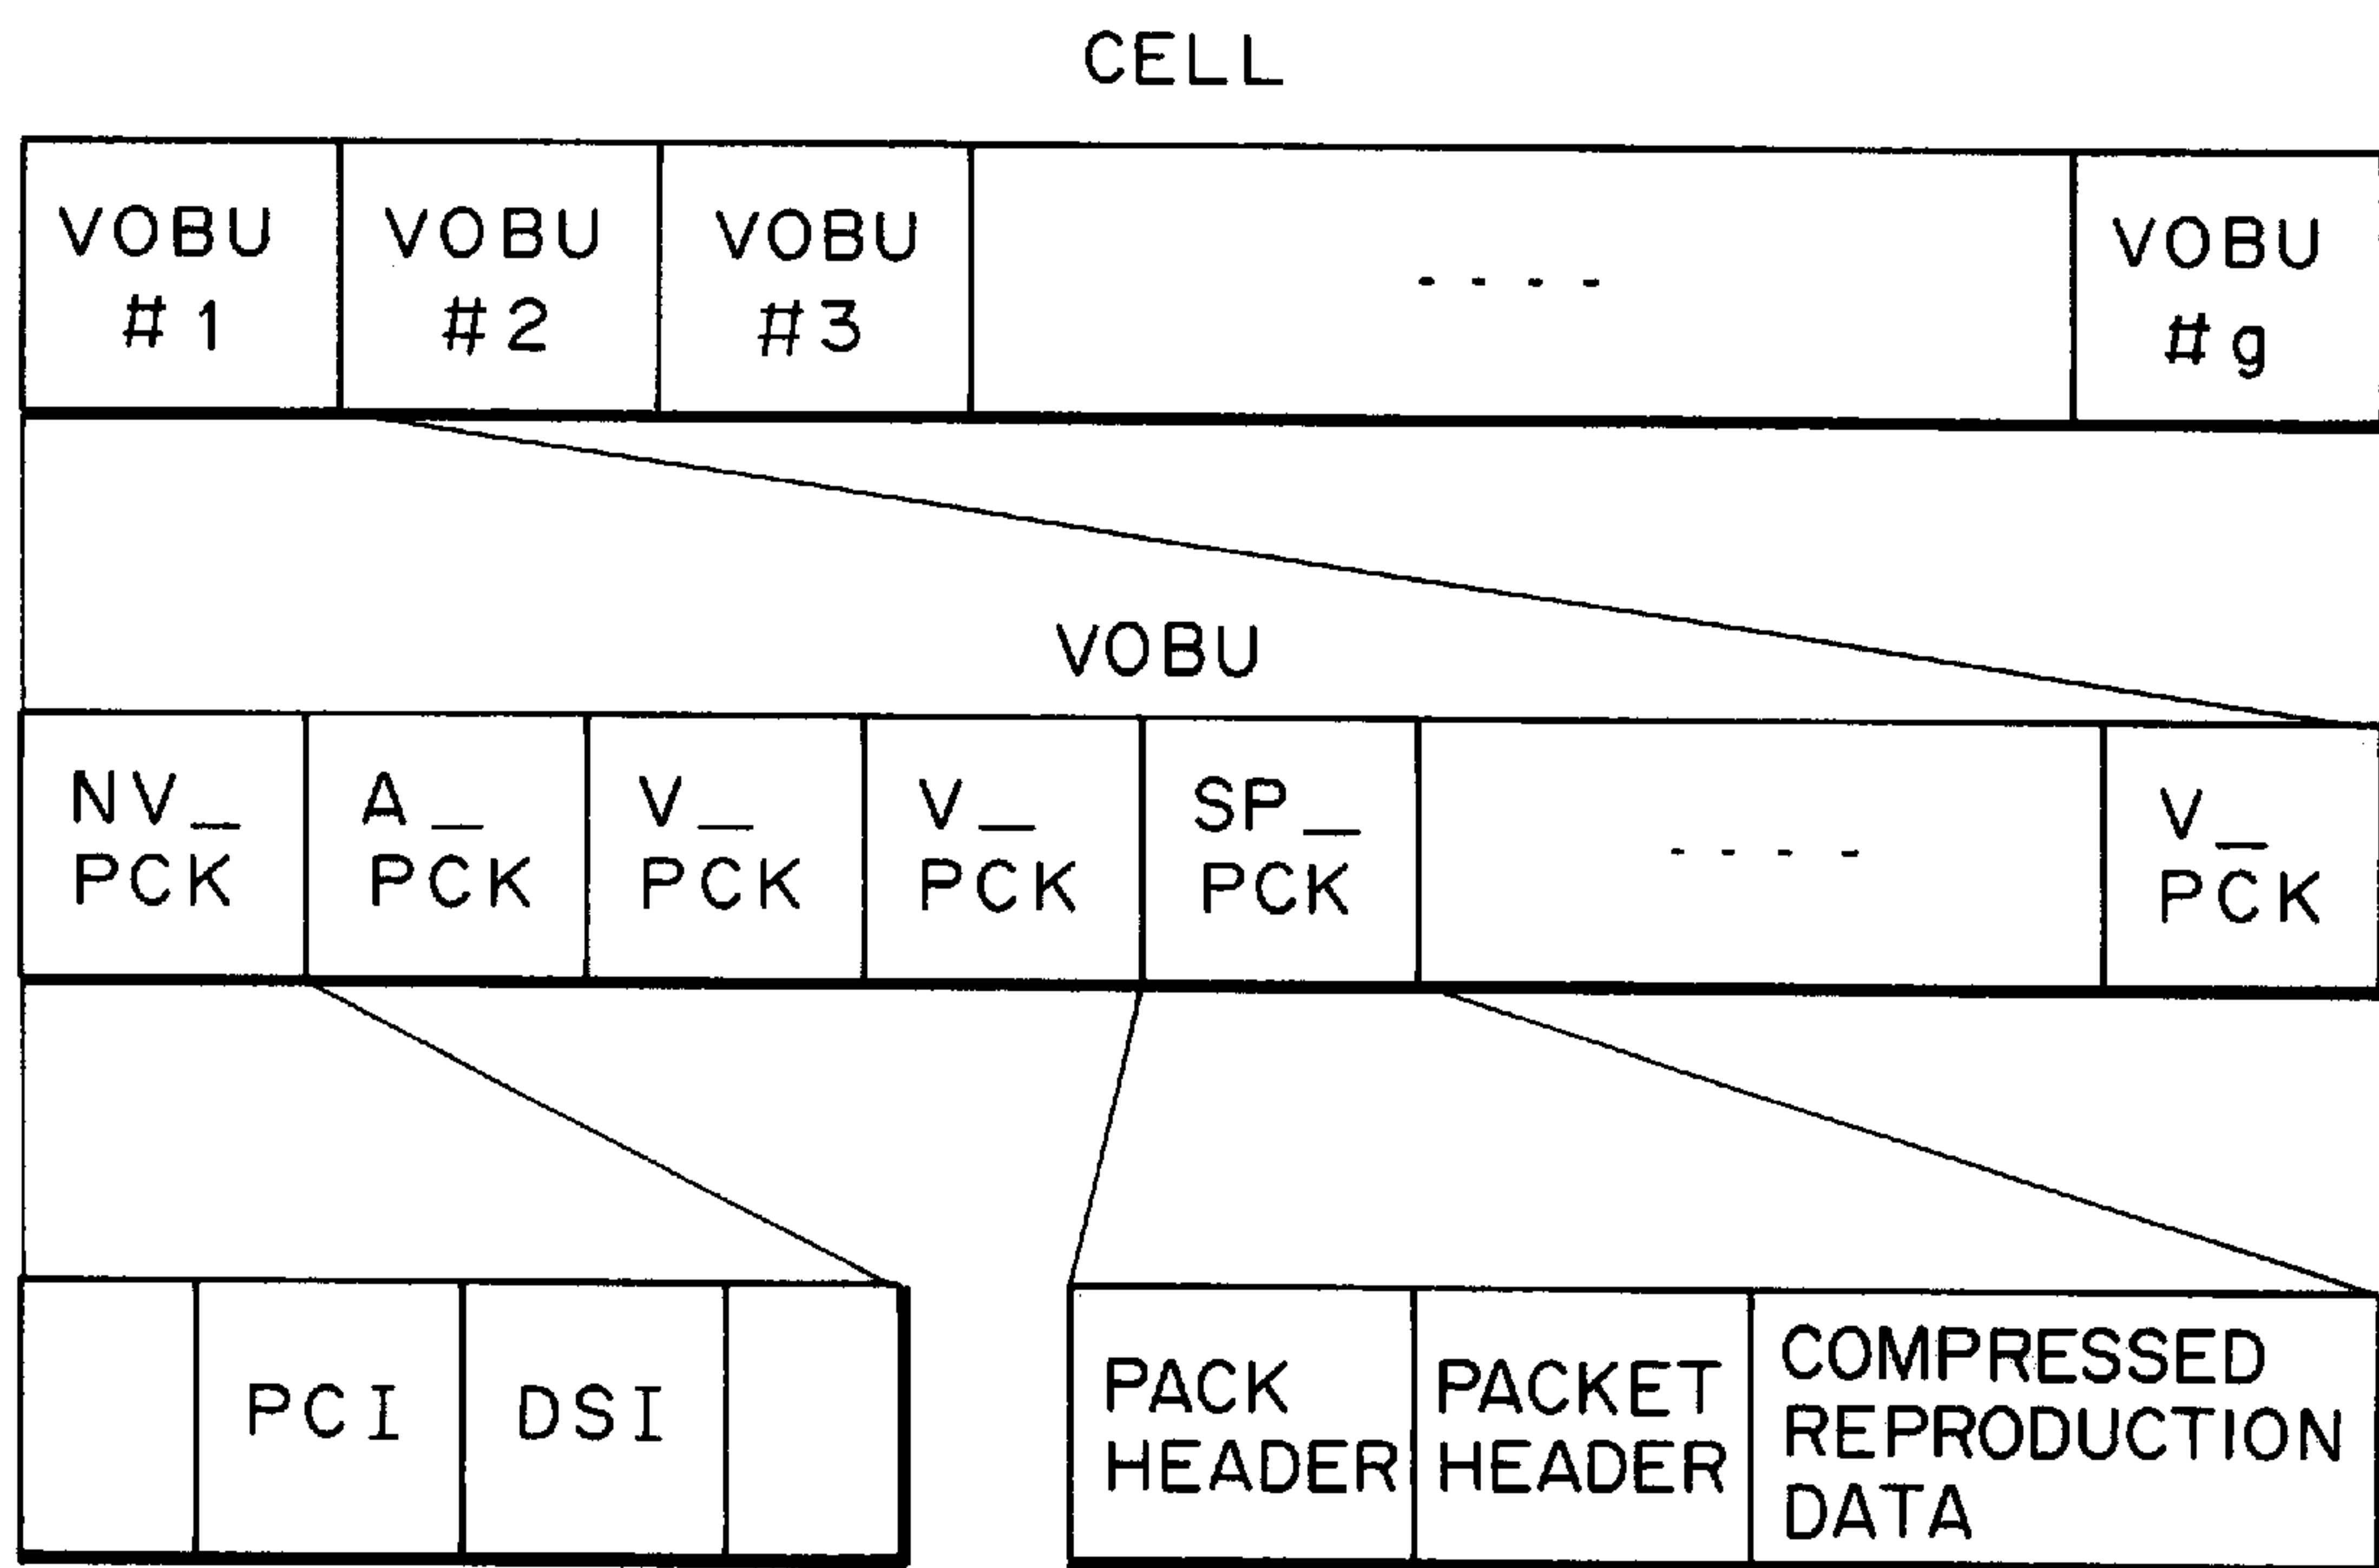 CELL
VOBU #1
VOBU #2
VOBU #3
- - - -
VOBU #g
VOBU
NV_ PCK
A_ PCK
V_ PCK
V_ PCK
SP_ PCK
- - - -
V_ PCK
PCI
DSI
PACK HEADER
PACKET HEADER
COMPRESSED REPRODUCTION DATA